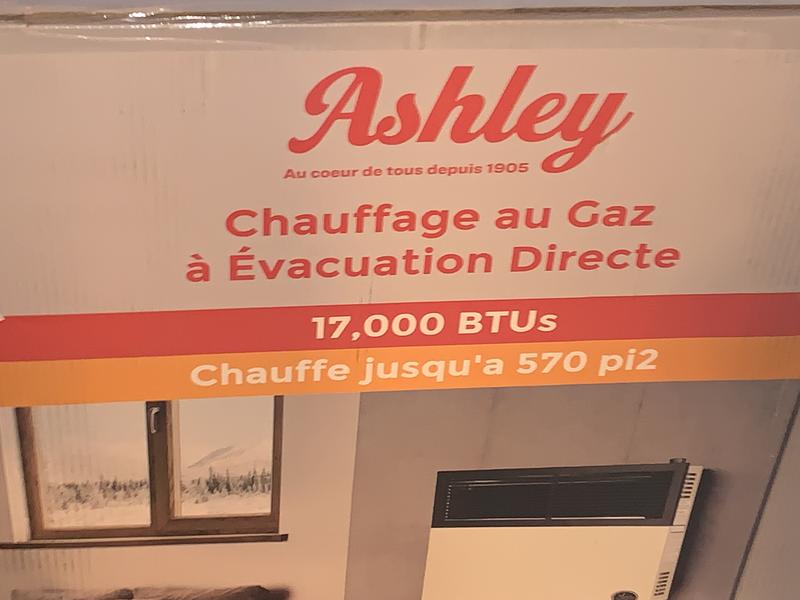 Ashley
Au coeur de tous depuis 1905
Chauffage au Gaz
à Évacuation Directe
17,000 BTUs
Chauffe jusqu'a 570 pi2